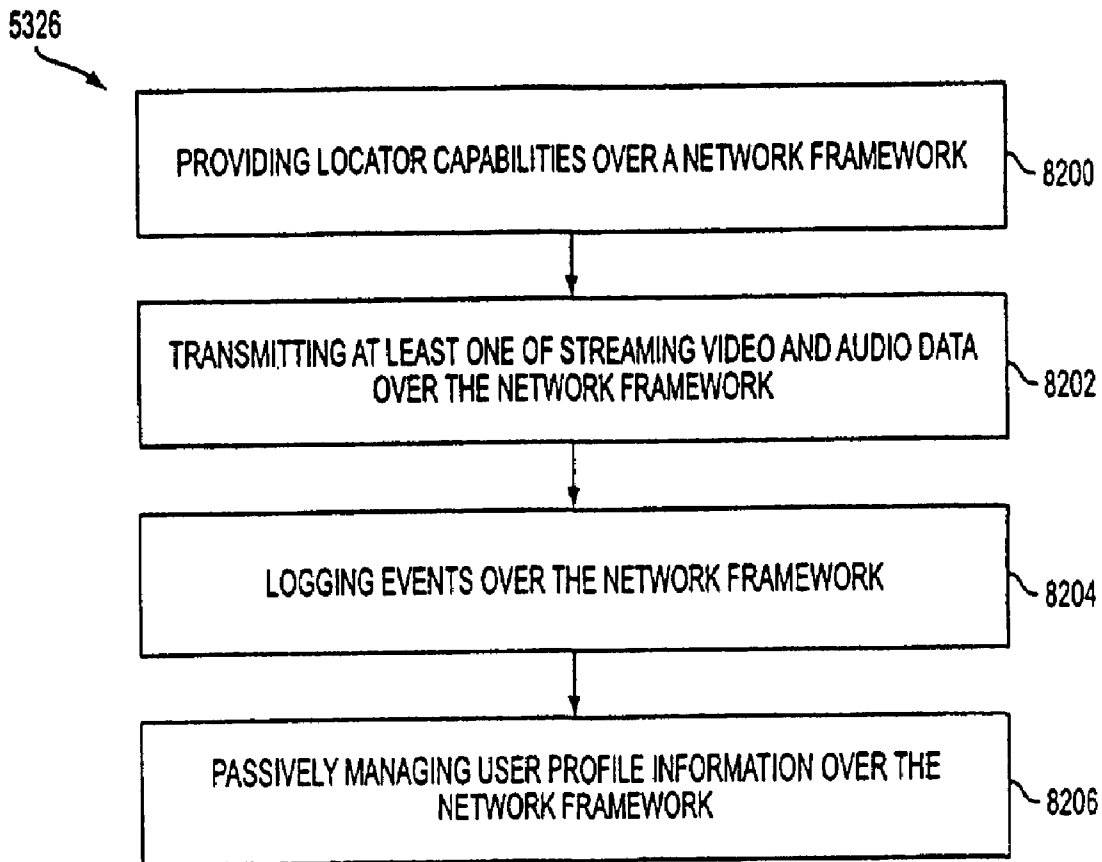 5326
PROVIDING LOCATOR CAPABILITIES OVER A NETWORK FRAMEWORK
8200
TRANSMITTING AT LEAST ONE OF STREAMING VIDEO AND AUDIO DATA
OVER THE NETWORK FRAMEWORK
8202
LOGGING EVENTS OVER THE NETWORK FRAMEWORK
8204
PASSIVELY MANAGING USER PROFILE INFORMATION OVER THE
NETWORK FRAMEWORK
8206